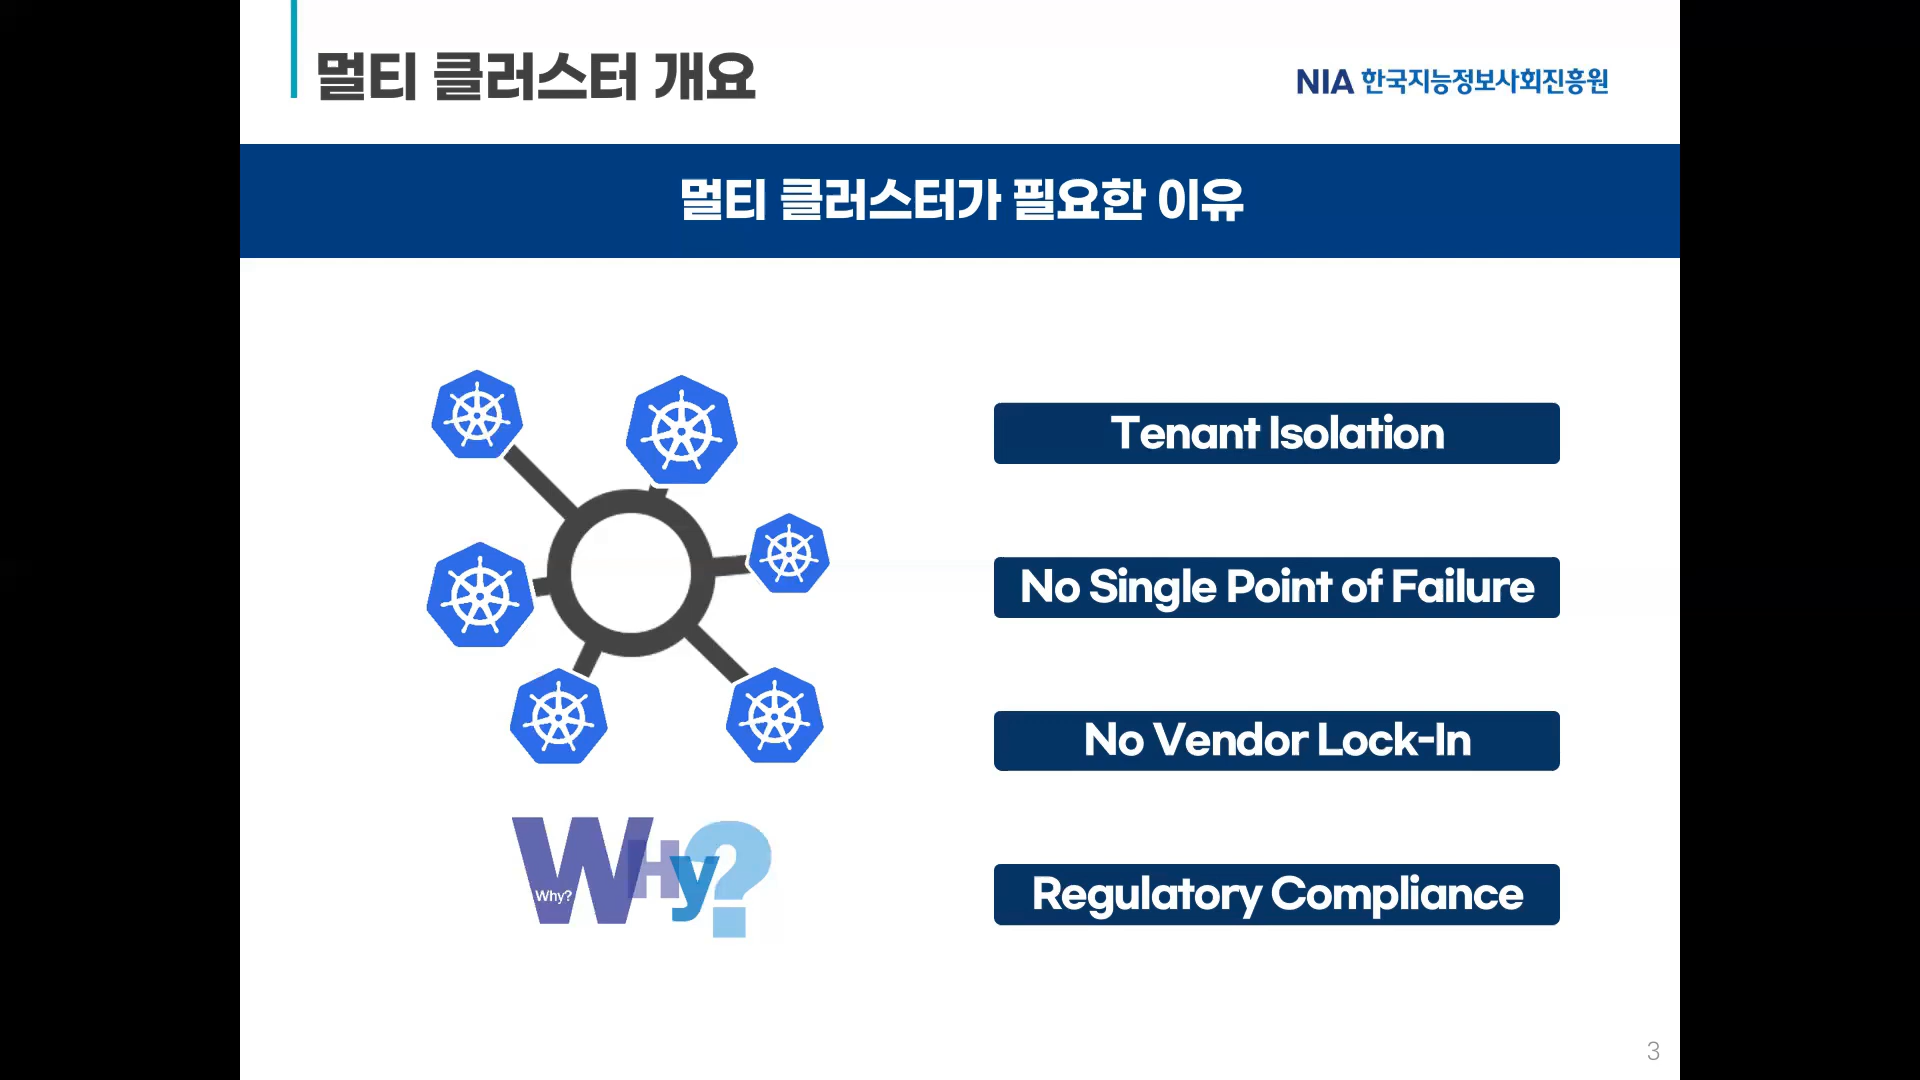 멀티 클러스터 개요
NIA 한국지능정보사회진흥원
멀티 클러스터가 필요한 이유
Tenant Isolation
No Single Point of Failure
No Vendor Lock-In
Regulatory Compliance
WHy?
Why?
3